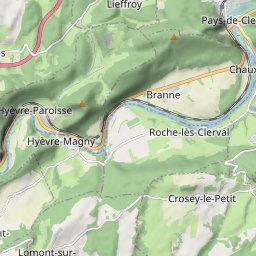 Lieffroy
Pays-de-Cle
Chaux
Branne
Hyèvre-Paroisse
Roche-lès-Clerval
Hyèvre-Magny
Crosey-le-Petit
Lomont-sur-